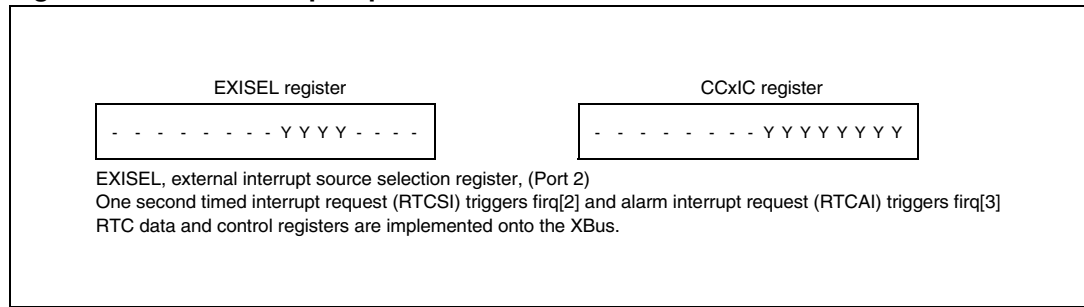 EXISEL register
CCxIC register
- - - - - - - - Y Y Y Y - - - -
- - - - - - - - Y Y Y Y Y Y Y Y
EXISEL, external interrupt source selection register, (Port 2)
One second timed interrupt request (RTCSI) triggers firq[2] and alarm interrupt request (RTCAI) triggers firq[3]
RTC data and control registers are implemented onto the XBus.